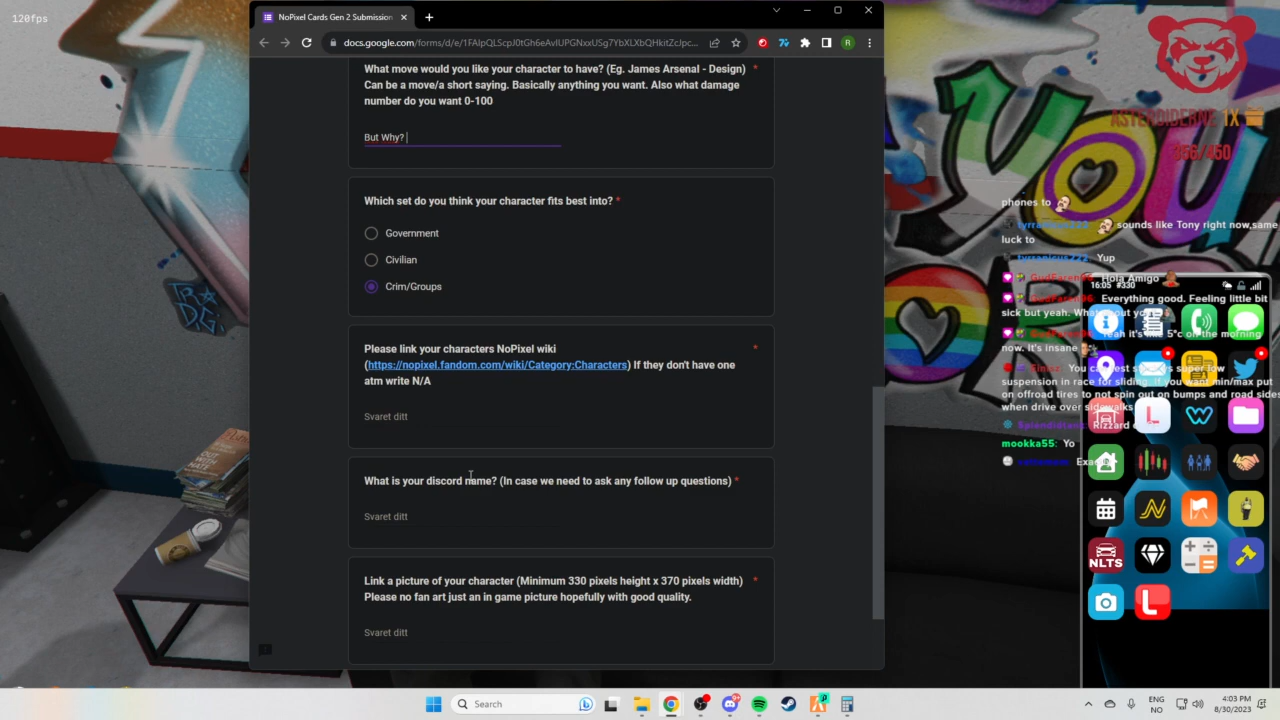 120fps
NoPixel Cards Gen 2 Submission
docs.google.com/forms/d/e/1FAIpQLScpJ0tGh6eAvIUPGNxxUSg7YbXLXbQHkitZcJpc...
What move would you like your character to have? (Eg. James Arsenal - Design) *
Can be a move/a short saying. Basically anything you want. Also what damage
number do you want 0-100
But Why?
Which set do you think your character fits best into? *
Government
Civilian
Crim/Groups
Please link your characters NoPixel wiki *
(https://nopixel.fandom.com/wiki/Category:Characters) If they don't have one
atm write N/A
Svaret ditt
What is your discord name? (In case we need to ask any follow up questions) *
Svaret ditt
Link a picture of your character (Minimum 330 pixels height x 370 pixels width) *
Please no fan art just an in game picture hopefully with good quality.
Svaret ditt
1X
356/450
phones to
sounds like Tony right now,same
luck to
Yup
Hola Amigo
16:05 #330
Everything good. Feeling little bit
sick but yeah.
Yeah it's like 5°c on the morning
now. It's insane
super low
suspension in race for sliding. if you want min/max put
on offroad tires to not spin out on bumps and road sides
when drive over sidewalks
mookka55: Yo
NLTS
YOU
Search
ENG
NO
4:03 PM
8/30/2023